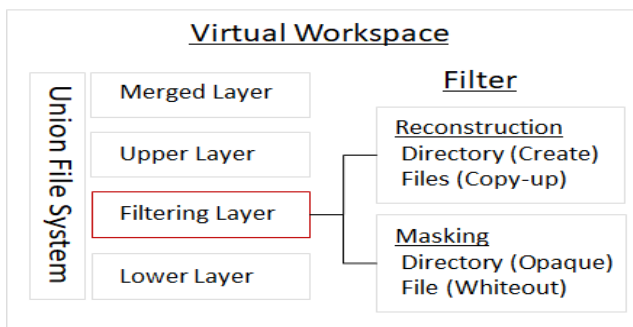 Virtual Workspace
Union File System
Merged Layer
Upper Layer
Filtering Layer
Lower Layer
Filter
Reconstruction
Directory (Create)
Files (Copy-up)
Masking
Directory (Opaque)
File (Whiteout)